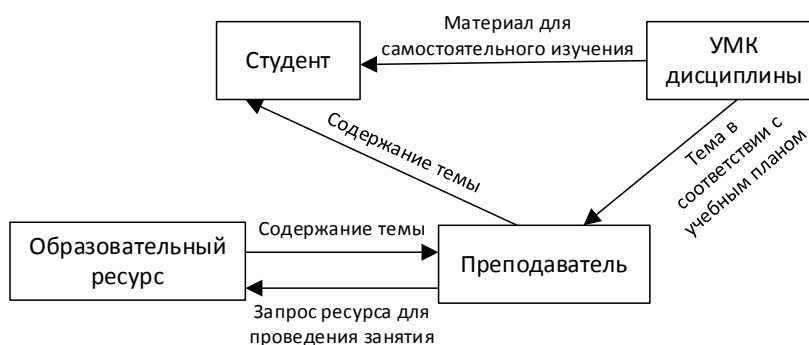 Материал для
самостоятельного изучения
Студент
УМК
дисциплины
Содержание темы
Тема в
соответствии с
учебным планом
Образовательный
ресурс
Содержание темы
Преподаватель
Запрос ресурса для
проведения занятия